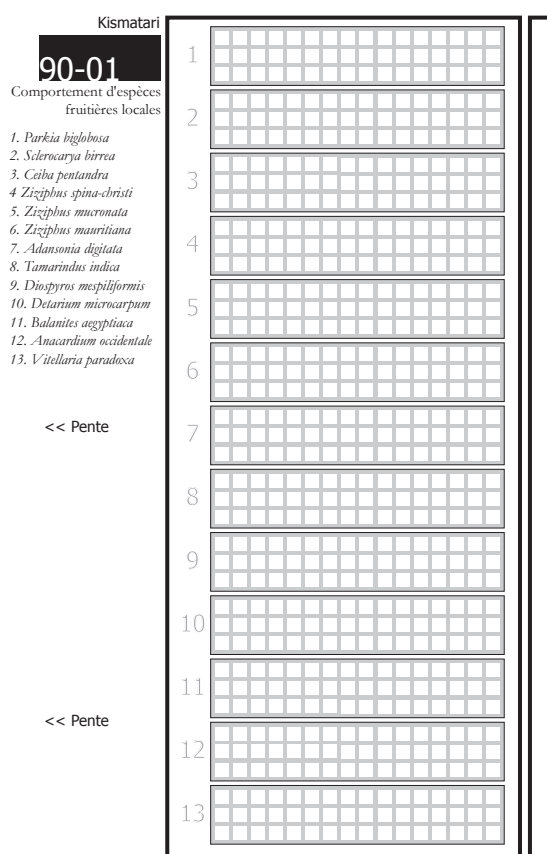 Kismatari
90-01
Comportement d'espèces
fruitières locales
1. Parkia biglobosa
2. Sclerocarya birrea
3. Ceiba pentandra
4 Ziziphus spina-christi
5. Ziziphus mucronata
6. Ziziphus mauritiana
7. Adansonia digitata
8. Tamarindus indica
9. Diospyros mespiliformis
10. Detarium microcarpum
11. Balanites aegyptiaca
12. Anacardium occidentale
13. Vitellaria paradoxa
<< Pente
<< Pente
1
2
3
4
5
6
7
8
9
10
11
12
13